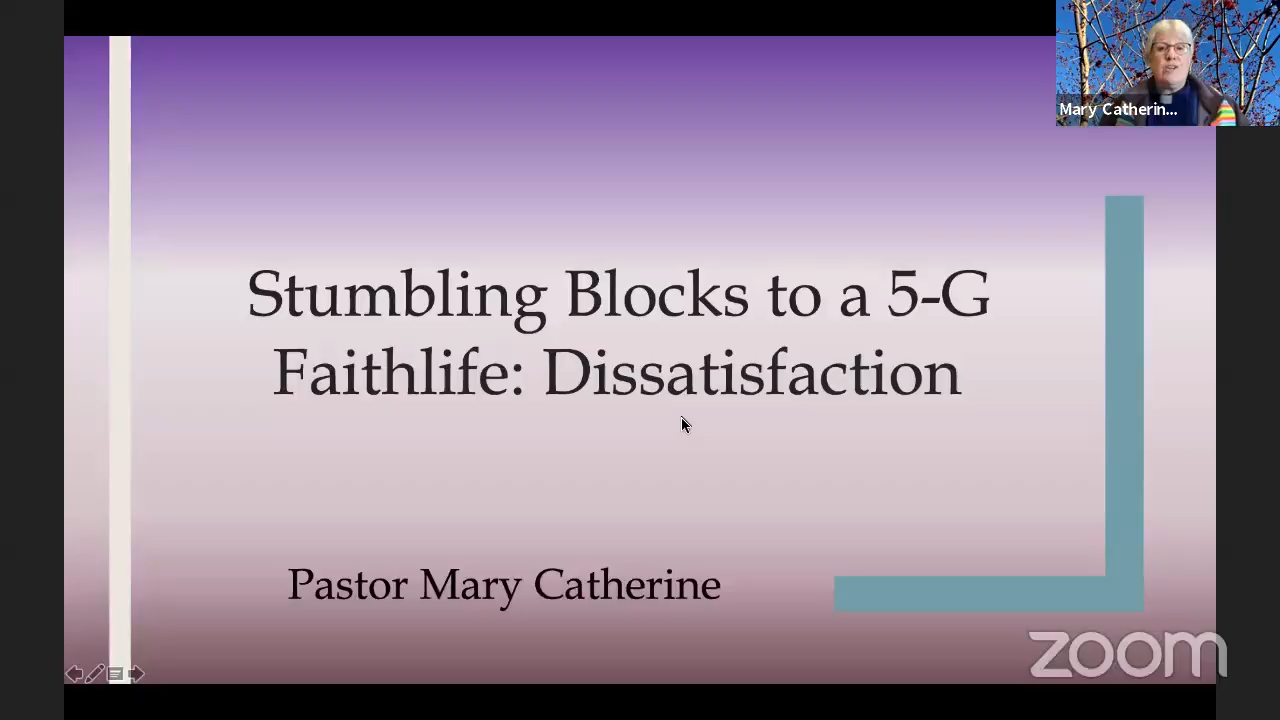 Mary Catherin...
Stumbling Blocks to a 5-G
Faithlife: Dissatisfaction
Pastor Mary Catherine
zoom